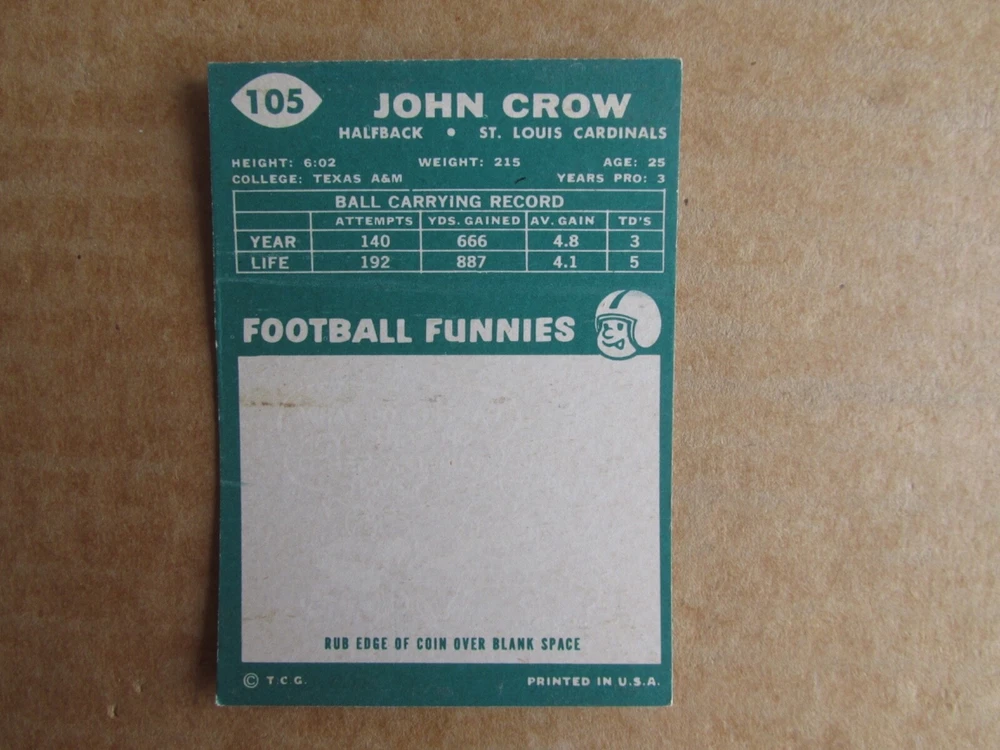 105
JOHN CROW
HALFBACK • ST. LOUIS CARDINALS
HEIGHT: 6:02 WEIGHT: 215 AGE: 25
COLLEGE: TEXAS A&M YEARS PRO: 3
BALL CARRYING RECORD
ATTEMPTS YDS. GAINED AV. GAIN TD'S
YEAR 140 666 4.8 3
LIFE 192 887 4.1 5
FOOTBALL FUNNIES
RUB EDGE OF COIN OVER BLANK SPACE
© T.C.G. PRINTED IN U.S.A.